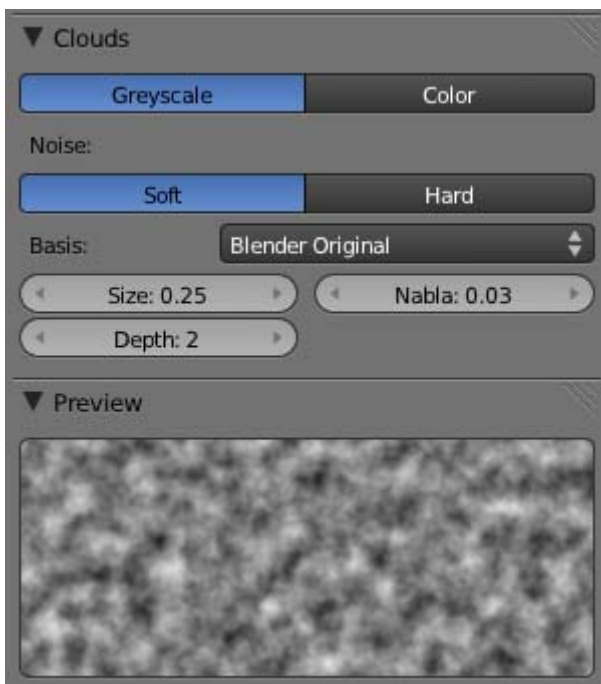 Clouds
Greyscale Color
Noise:
Soft Hard
Basis: Blender Original
Size: 0.25 Nabla: 0.03
Depth: 2
Preview